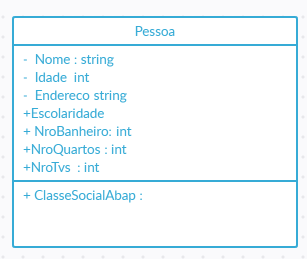 Pessoa
- Nome : string
- Idade int
- Endereco string
+Escolaridade
+ NroBanheiro: int
+NroQuartos : int
+NroTvs : int
+ ClasseSocialAbap :